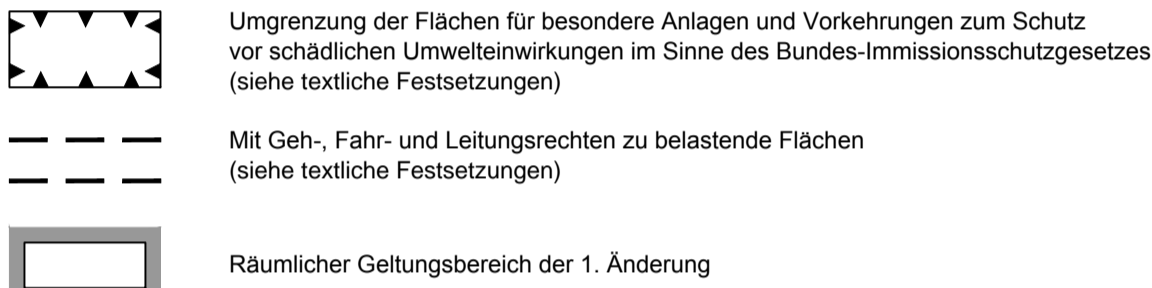 Umgrenzung der Flächen für besondere Anlagen und Vorkehrungen zum Schutz
vor schädlichen Umwelteinwirkungen im Sinne des Bundes-Immissionsschutzgesetzes
(siehe textliche Festsetzungen)
Mit Geh-, Fahr- und Leitungsrechten zu belastende Flächen
(siehe textliche Festsetzungen)
Räumlicher Geltungsbereich der 1. Änderung